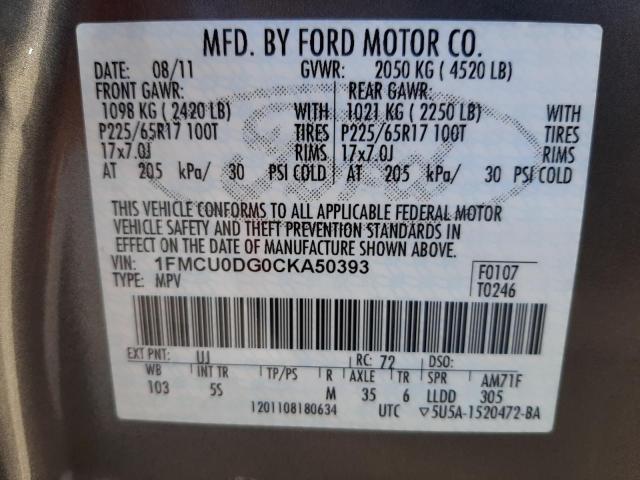 MFD. BY FORD MOTOR CO.
DATE: 08/11 GVWR: 2050 KG ( 4520 LB)
FRONT GAWR: REAR GAWR:
1098 KG ( 2420 LB) WITH 1021 KG ( 2250 LB) WITH
P225/65R17 100T TIRES P225/65R17 100T TIRES
17x7.0J RIMS 17x7.0J RIMS
AT 205 kPa/ 30 PSI COLD AT 205 kPa/ 30 PSI COLD
Ford
THIS VEHICLE CONFORMS TO ALL APPLICABLE FEDERAL MOTOR
VEHICLE SAFETY AND THEFT PREVENTION STANDARDS IN
EFFECT ON THE DATE OF MANUFACTURE SHOWN ABOVE.
VIN: 1FMCU0DG0CKA50393 F0107
TYPE: MPV T0246
EXT PNT: UJ RC: 72 DSO:
WB INT TR TP/PS R AXLE TR SPR AM71F
103 5S M 35 6 LLDD 305
1201108180634 UTC ▽5U5A-1520472-BA